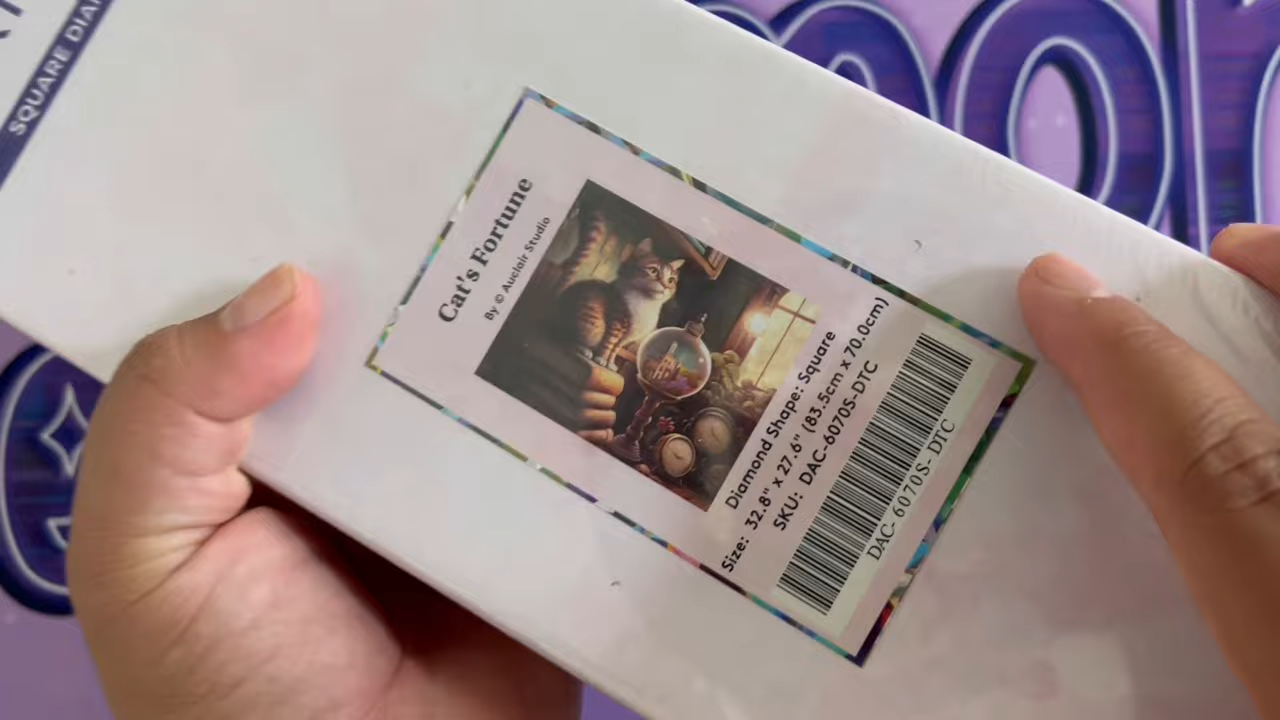 SQUARE DIA
Cat's Fortune
By © Auclair Studio
Diamond Shape: Square
Size: 32.8" x 27.6" (83.5cm x 70.0cm)
SKU: DAC-6070S-DTC
DAC- 6070S- DTC